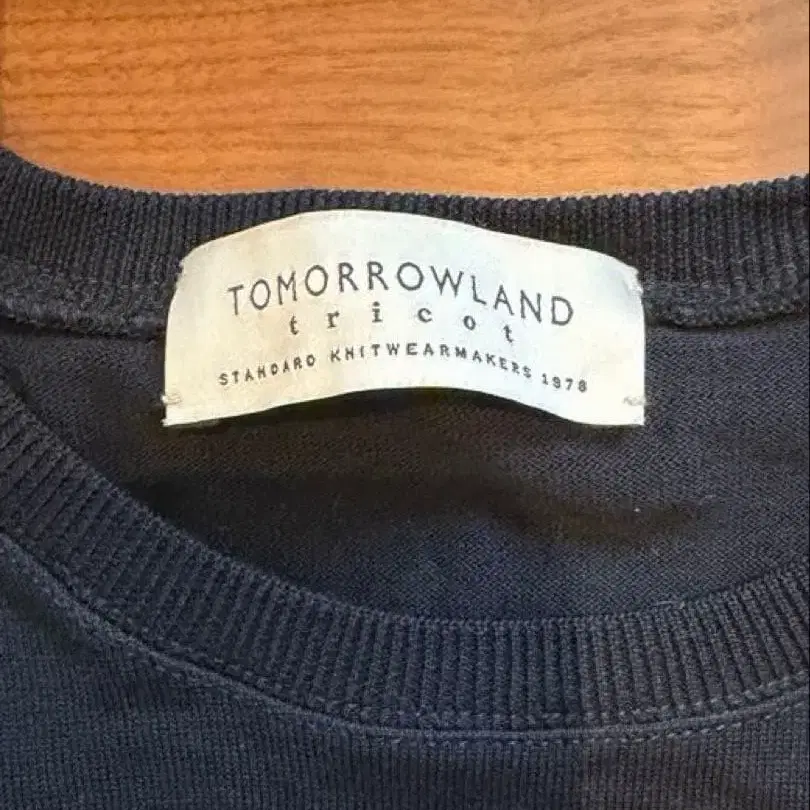 TOMORROWLAND
tricot
STANDARD KNITWEARMAKERS 1978